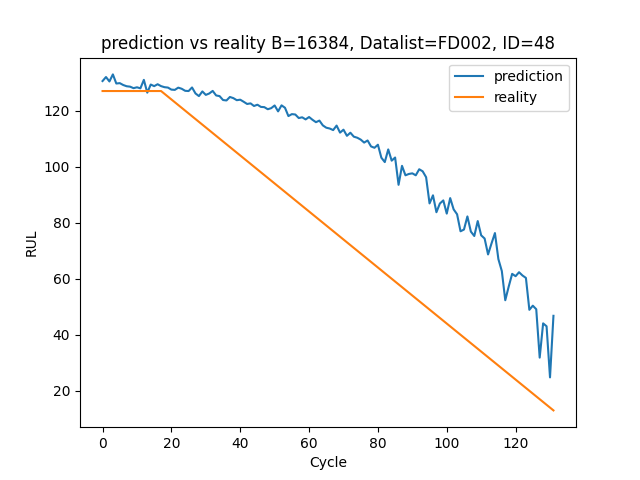 prediction vs reality B=16384, Datalist=FD002, ID=48
prediction
reality
RUL
120
100
80
60
40
20
0 20 40 60 80 100 120
Cycle